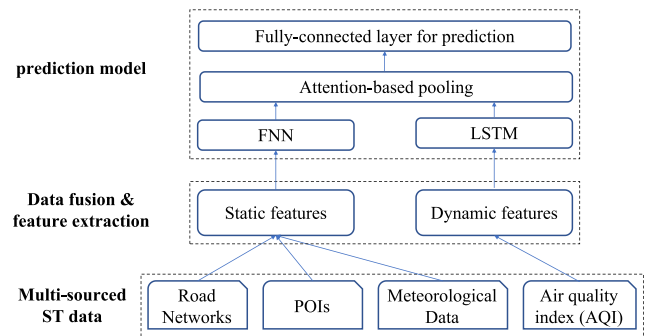 Fully-connected layer for prediction
prediction model
Attention-based pooling
FNN
LSTM
Data fusion &
feature extraction
Static features
Dynamic features
Multi-sourced
ST data
Road
Networks
POIs
Meteorological
Data
Air quality
index (AQI)